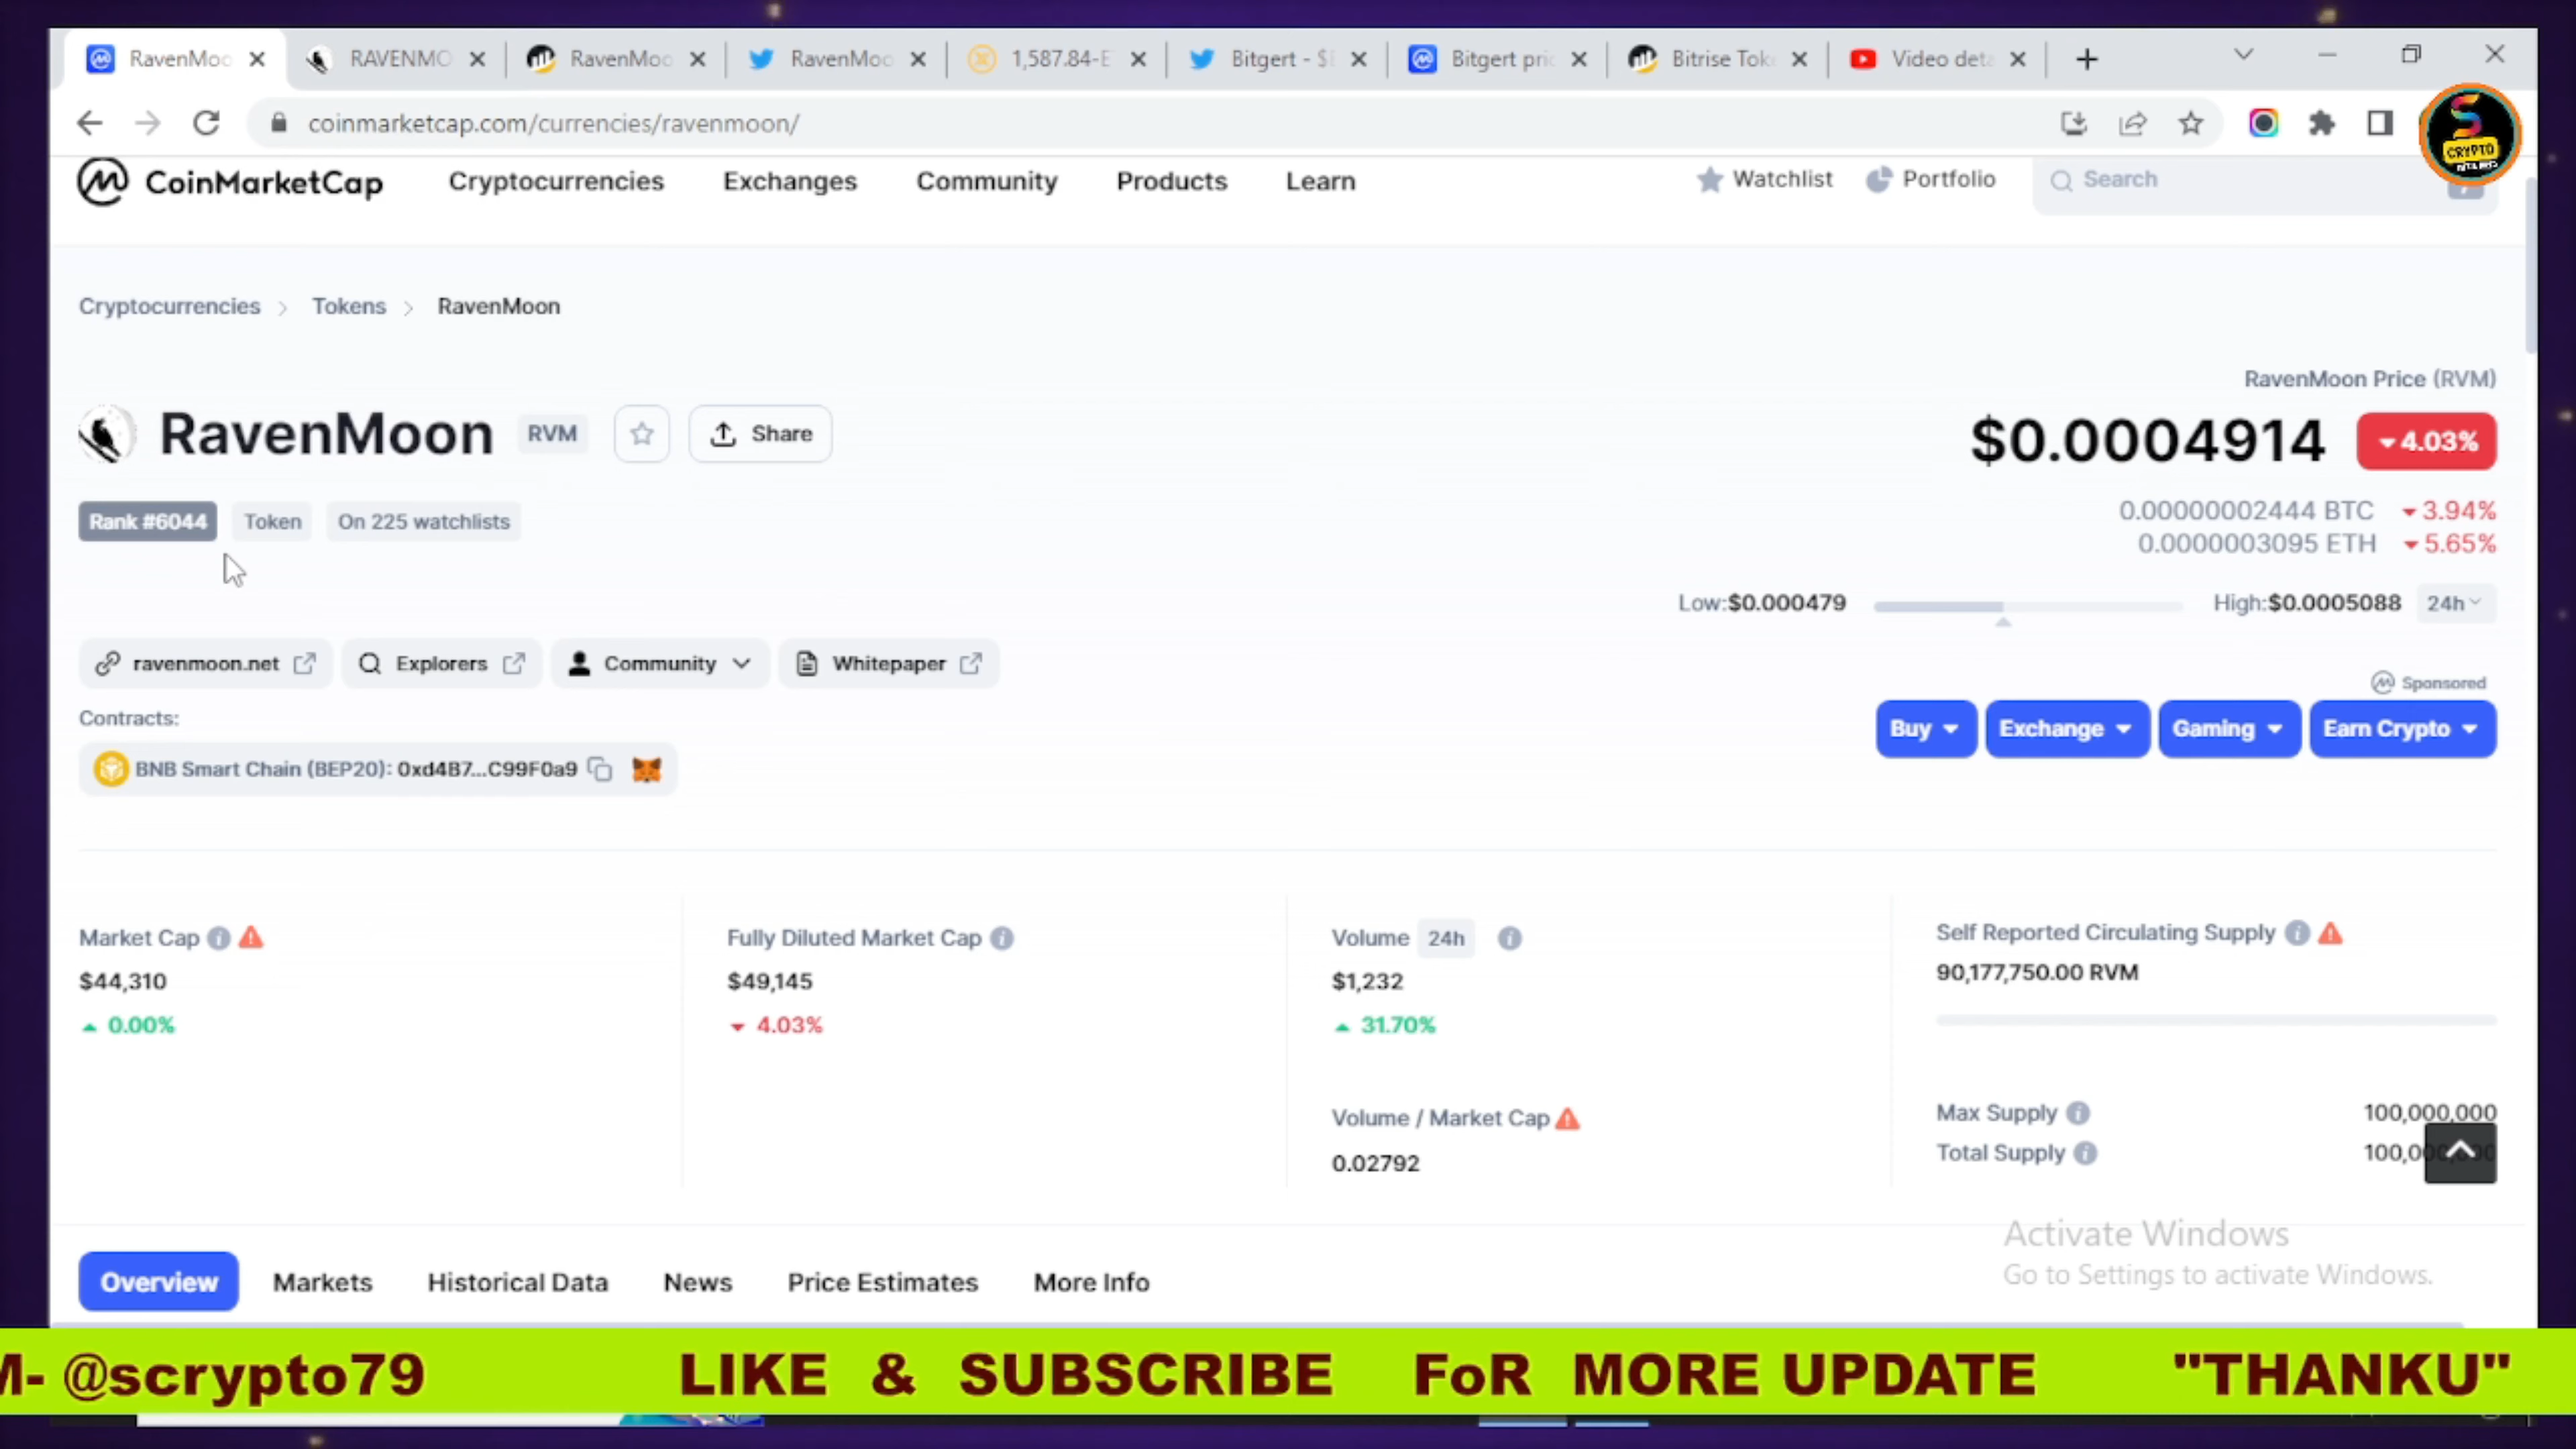 RavenMoo
RAVENMO
RavenMoo
RavenMoo
1,587.84-E
Bitgert - $
Bitgert pric
Bitrise Tok
Video deta
coinmarketcap.com/currencies/ravenmoon/
CRYPTO
CoinMarketCap
Cryptocurrencies
Exchanges
Community
Products
Learn
Watchlist
Portfolio
Search
Cryptocurrencies > Tokens > RavenMoon
RavenMoon Price (RVM)
RavenMoon RVM
Share
$0.0004914
4.03%
Rank #6044
Token
On 225 watchlists
0.00000002444 BTC 3.94%
0.0000003095 ETH 5.65%
Low:$0.000479
High:$0.0005088
24h
ravenmoon.net
Explorers
Community
Whitepaper
Sponsored
Contracts:
Buy
Exchange
Gaming
Earn Crypto
BNB Smart Chain (BEP20): 0xd4B7...C99F0a9
Market Cap
$44,310
0.00%
Fully Diluted Market Cap
$49,145
4.03%
Volume 24h
$1,232
31.70%
Volume / Market Cap
0.02792
Self Reported Circulating Supply
90,177,750.00 RVM
Max Supply
100,000,000
Total Supply
Activate Windows
Go to Settings to activate Windows.
Overview
Markets
Historical Data
News
Price Estimates
More Info
M- @scrypto79 LIKE & SUBSCRIBE FoR MORE UPDATE "THANKU"